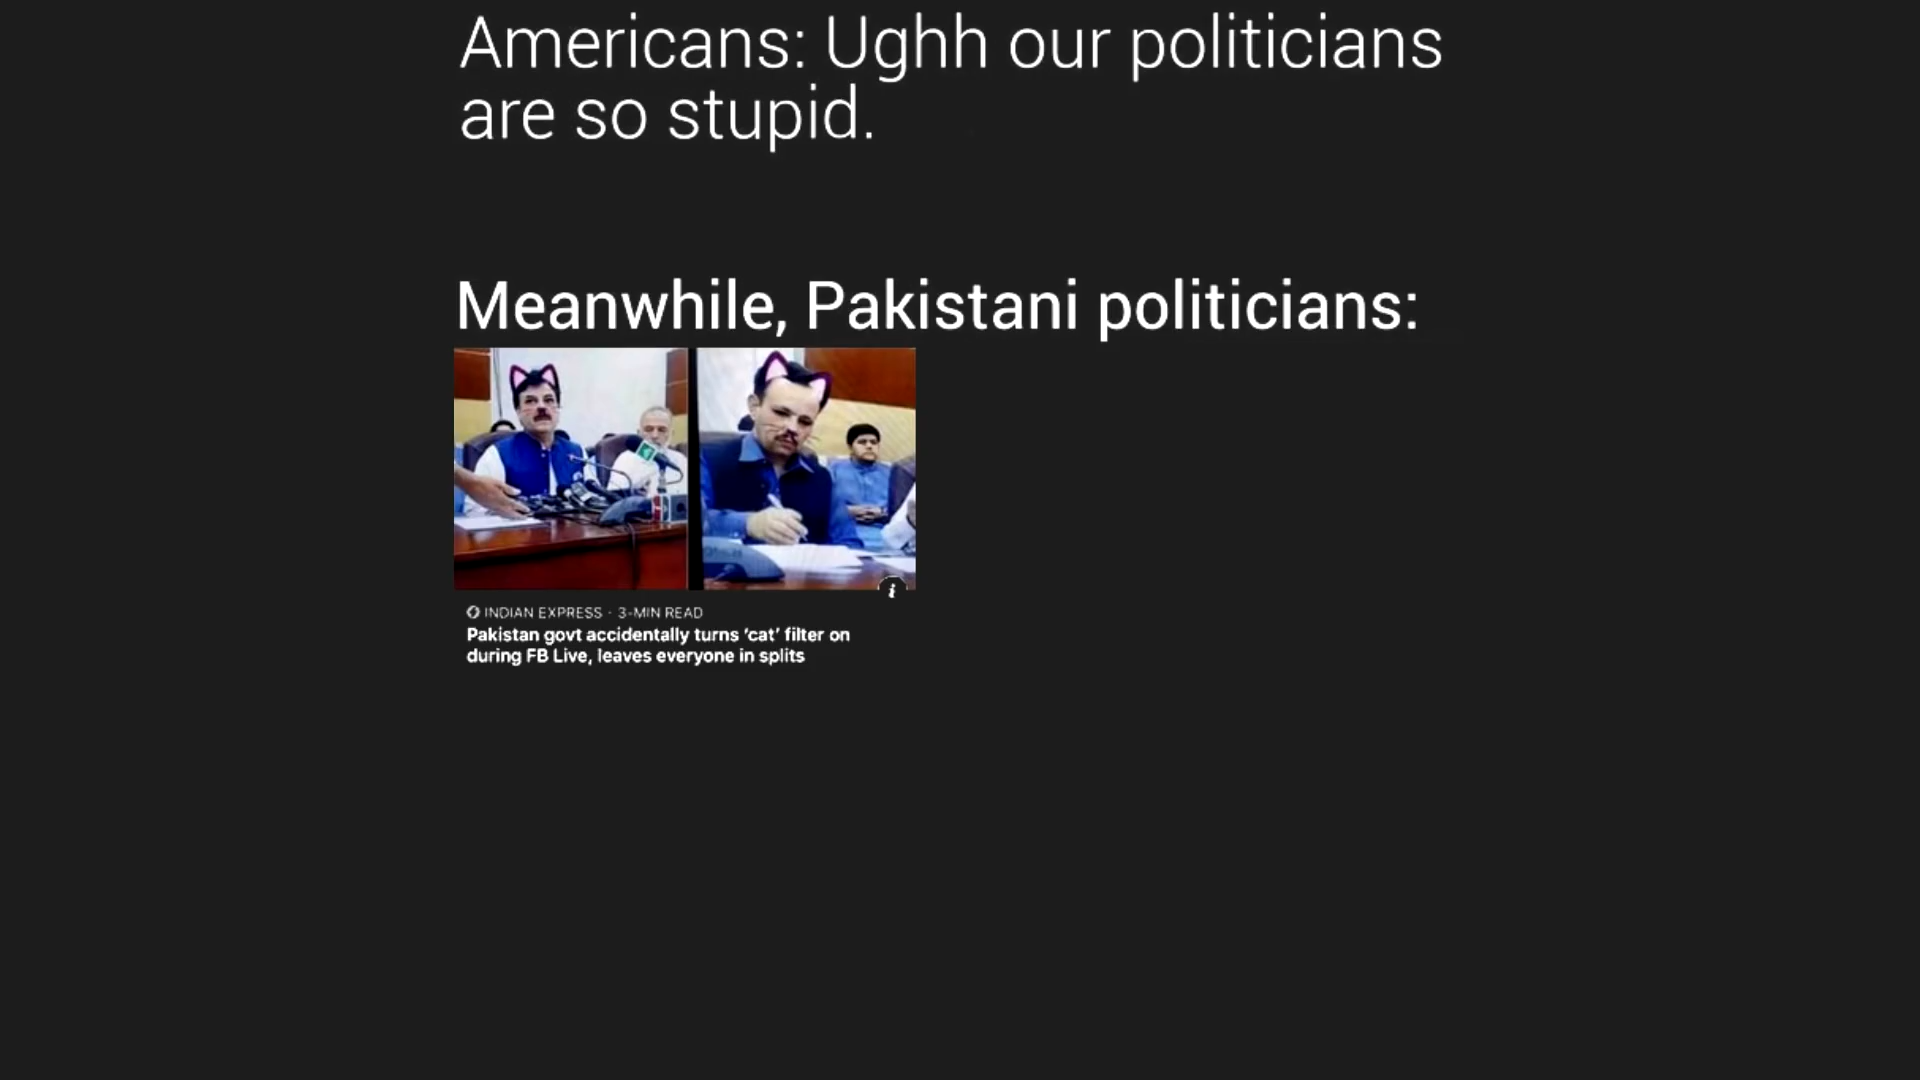 Americans: Ughh our politicians
are so stupid.
Meanwhile, Pakistani politicians:
INDIAN EXPRESS · 3-MIN READ
Pakistan govt accidentally turns ‘cat’ filter on
during FB Live, leaves everyone in splits